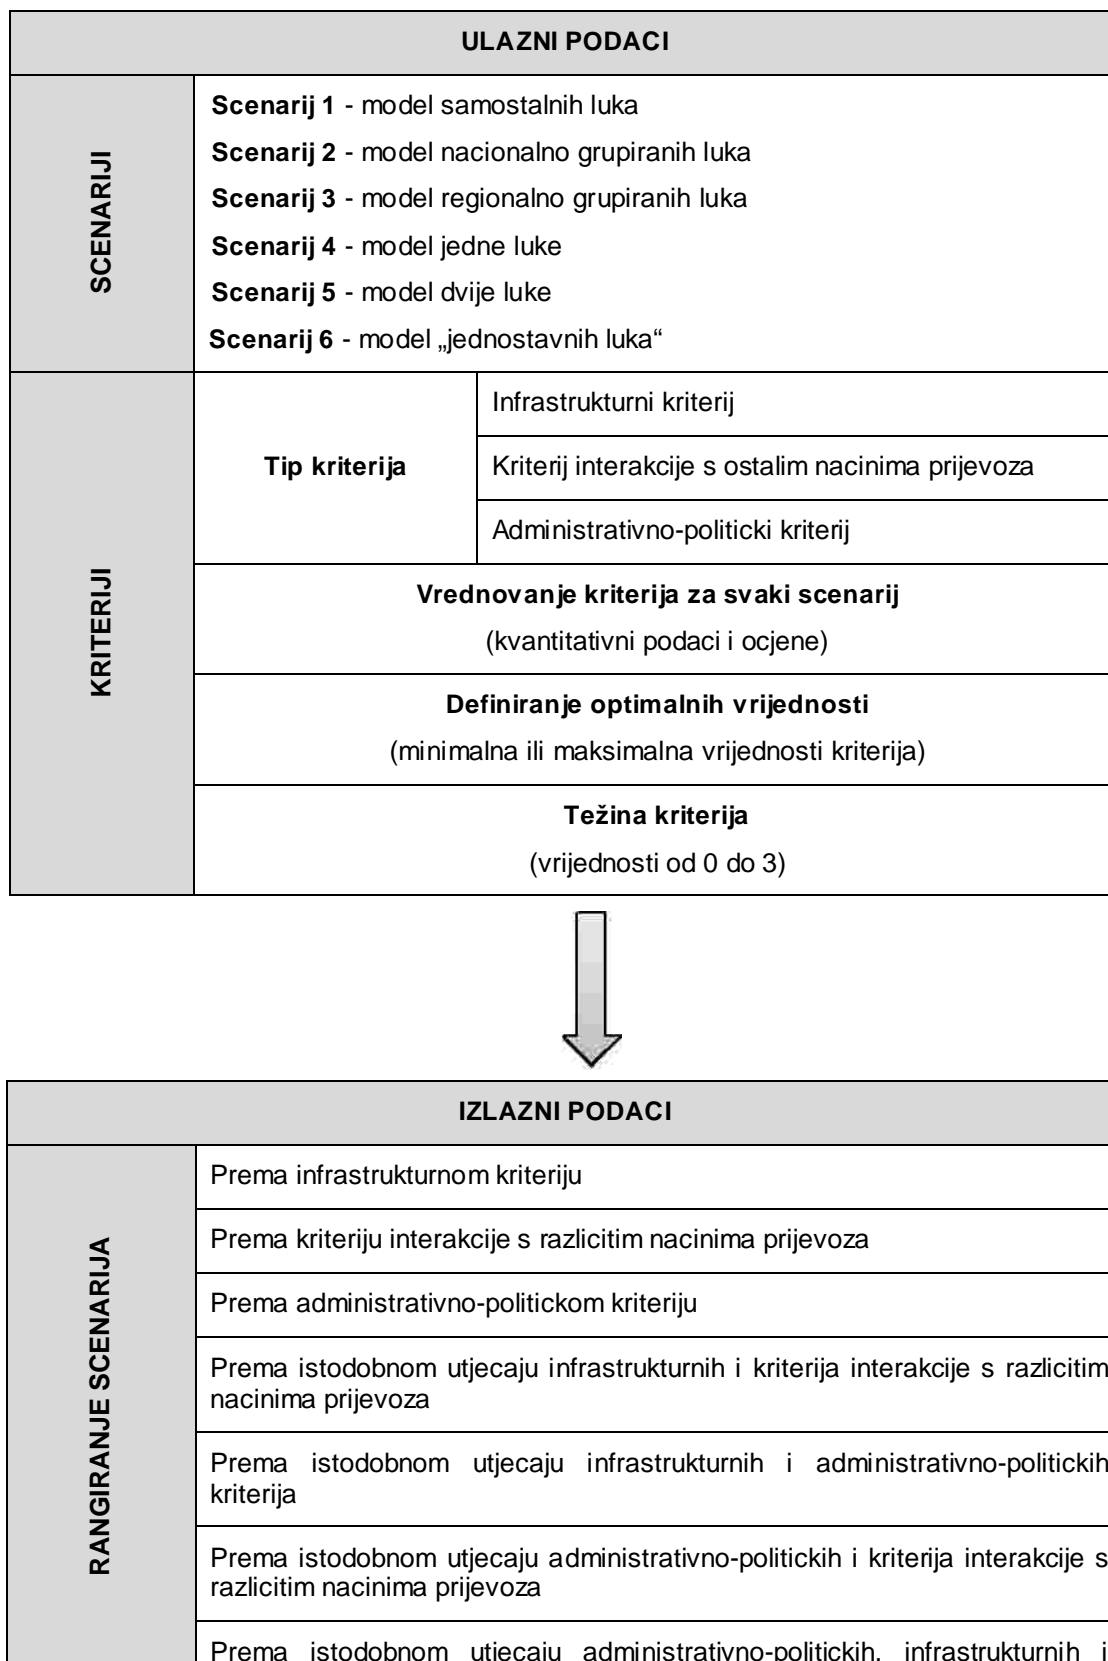 ULAZNI PODACI
SCENARIJI
Scenarij 1 - model samostalnih luka
Scenarij 2 - model nacionalno grupiranih luka
Scenarij 3 - model regionalno grupiranih luka
Scenarij 4 - model jedne luke
Scenarij 5 - model dvije luke
Scenarij 6 - model „jednostavnih luka“
KRITERIJI
Tip kriterija
Infrastrukturni kriterij
Kriterij interakcije s ostalim nacinima prijevoza
Administrativno-politicki kriterij
Vrednovanje kriterija za svaki scenarij
(kvantitativni podaci i ocjene)
Definiranje optimalnih vrijednosti
(minimalna ili maksimalna vrijednosti kriterija)
Težina kriterija
(vrijednosti od 0 do 3)
IZLAZNI PODACI
RANGIRANJE SCENARIJA
Prema infrastrukturnom kriteriju
Prema kriteriju interakcije s razlicitim nacinima prijevoza
Prema administrativno-politickom kriteriju
Prema istodobnom utjecaju infrastrukturnih i kriterija interakcije s razlicitim
nacinima prijevoza
Prema istodobnom utjecaju infrastrukturnih i administrativno-politickih
kriterija
Prema istodobnom utjecaju administrativno-politickih i kriterija interakcije s
razlicitim nacinima prijevoza
Prema istodobnom utjecaju administrativno-politickih, infrastrukturnih i